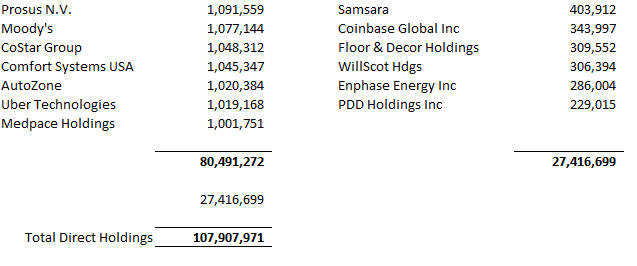 Prosus N.V. 1,091,559 Samsara 403,912
Moody's 1,077,144 Coinbase Global Inc 343,997
CoStar Group 1,048,312 Floor & Decor Holdings 309,552
Comfort Systems USA 1,045,347 WillScot Hdgs 306,394
AutoZone 1,020,384 Enphase Energy Inc 286,004
Uber Technologies 1,019,168 PDD Holdings Inc 229,015
Medpace Holdings 1,001,751
80,491,272 27,416,699
27,416,699
Total Direct Holdings 107,907,971